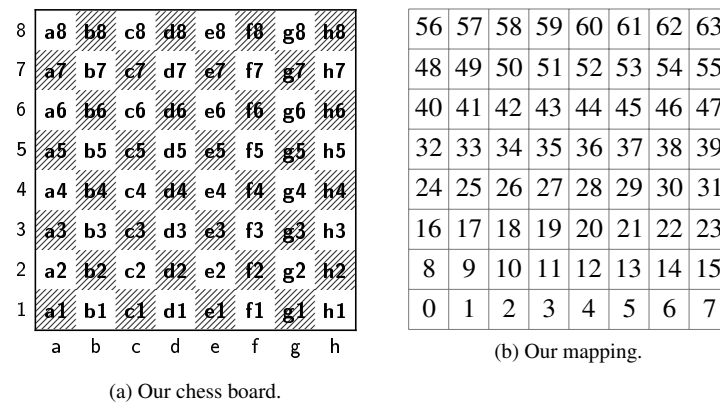 8 a8 b8 c8 d8 e8 f8 g8 h8
7 a7 b7 c7 d7 e7 f7 g7 h7
6 a6 b6 c6 d6 e6 f6 g6 h6
5 a5 b5 c5 d5 e5 f5 g5 h5
4 a4 b4 c4 d4 e4 f4 g4 h4
3 a3 b3 c3 d3 e3 f3 g3 h3
2 a2 b2 c2 d2 e2 f2 g2 h2
1 a1 b1 c1 d1 e1 f1 g1 h1
a b c d e f g h
(a) Our chess board.
56 57 58 59 60 61 62 63
48 49 50 51 52 53 54 55
40 41 42 43 44 45 46 47
32 33 34 35 36 37 38 39
24 25 26 27 28 29 30 31
16 17 18 19 20 21 22 23
8 9 10 11 12 13 14 15
0 1 2 3 4 5 6 7
(b) Our mapping.